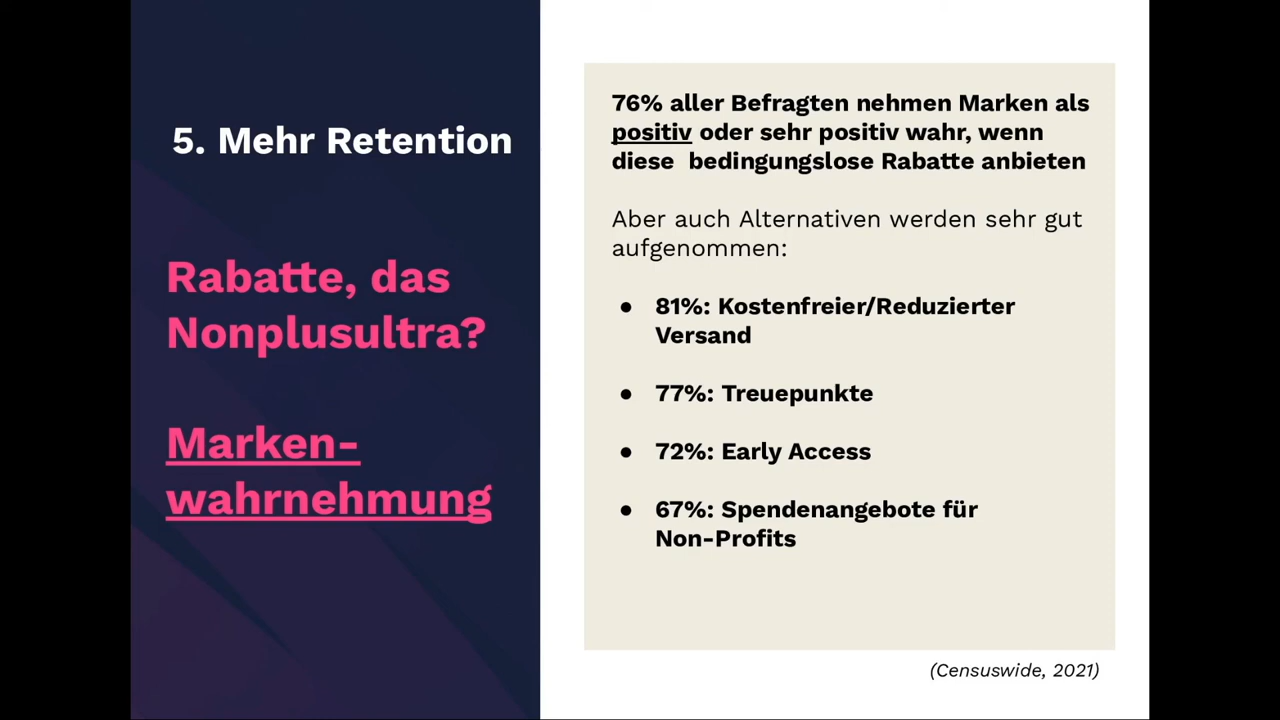 5. Mehr Retention
Rabatte, das
Nonplusultra?
Marken-
wahrnehmung
76% aller Befragten nehmen Marken als
positiv oder sehr positiv wahr, wenn
diese  bedingungslose Rabatte anbieten
Aber auch Alternativen werden sehr gut
aufgenommen:
● 81%: Kostenfreier/Reduzierter
Versand
● 77%: Treuepunkte
● 72%: Early Access
● 67%: Spendenangebote für
Non-Profits
(Censuswide, 2021)